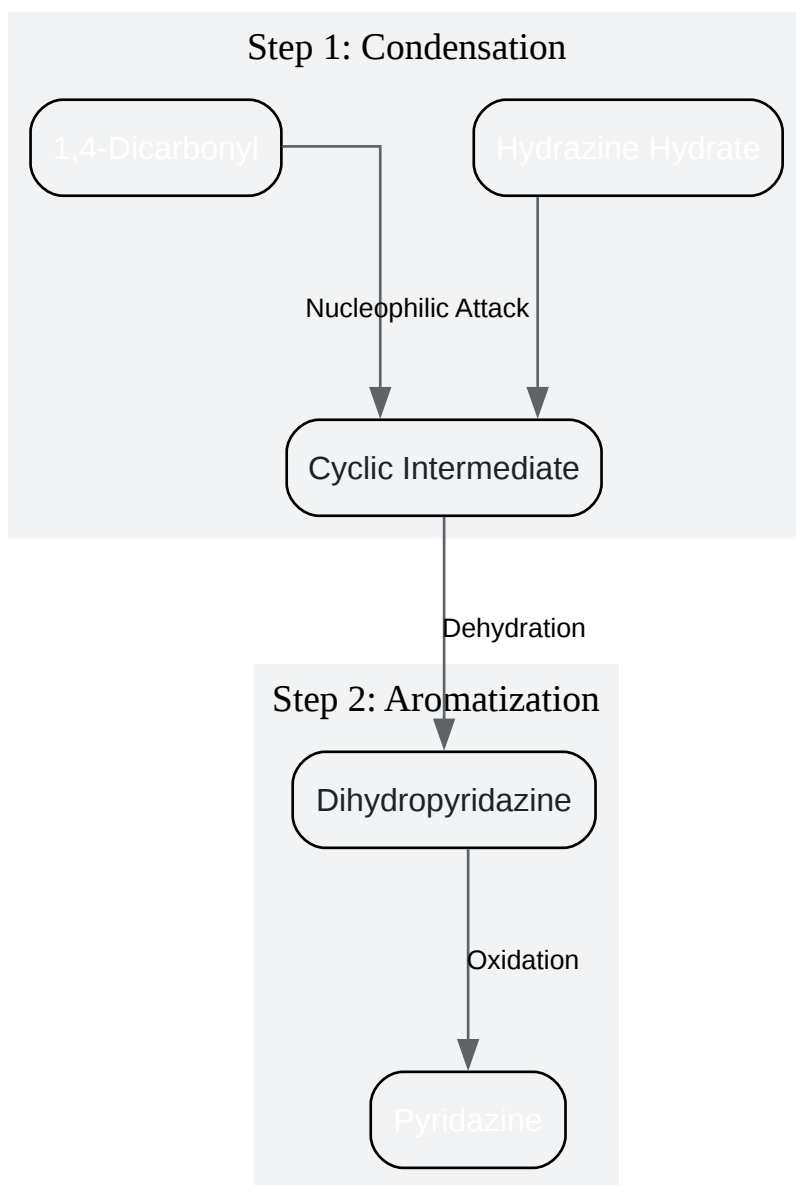 Step 1: Condensation
1,4-Dicarbonyl
Hydrazine Hydrate
Nucleophilic Attack
Cyclic Intermediate
Dehydration
Step 2: Aromatization
Dihydropyridazine
Oxidation
Pyridazine